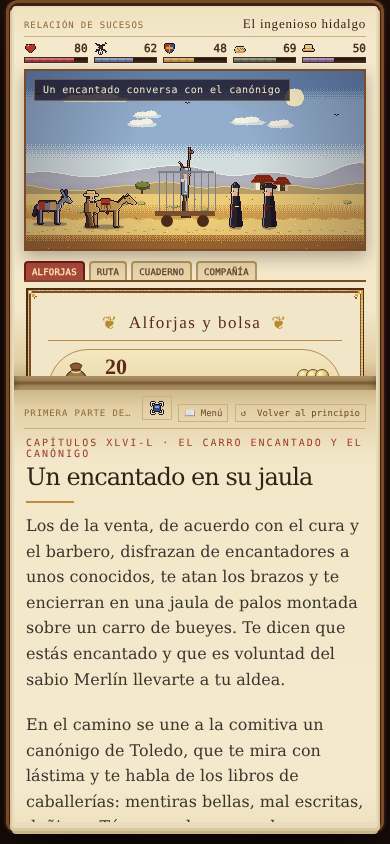 RELACIÓN DE SUCESOS
El ingenioso hidalgo
80 62 48 69 50
Un encantado conversa con el canónigo
ALFORJAS RUTA CUADERNO COMPAÑÍA
Alforjas y bolsa
20
PRIMERA PARTE DE… Menú ↺ Volver al principio
CAPÍTULOS XLVI-L · EL CARRO ENCANTADO Y EL
CANÓNIGO
Un encantado en su jaula
Los de la venta, de acuerdo con el cura y
el barbero, disfrazan de encantadores a
unos conocidos, te atan los brazos y te
encierran en una jaula de palos montada
sobre un carro de bueyes. Te dicen que
estás encantado y que es voluntad del
sabio Merlín llevarte a tu aldea.
En el camino se une a la comitiva un
canónigo de Toledo, que te mira con
lástima y te habla de los libros de
caballerías: mentiras bellas, mal escritas,